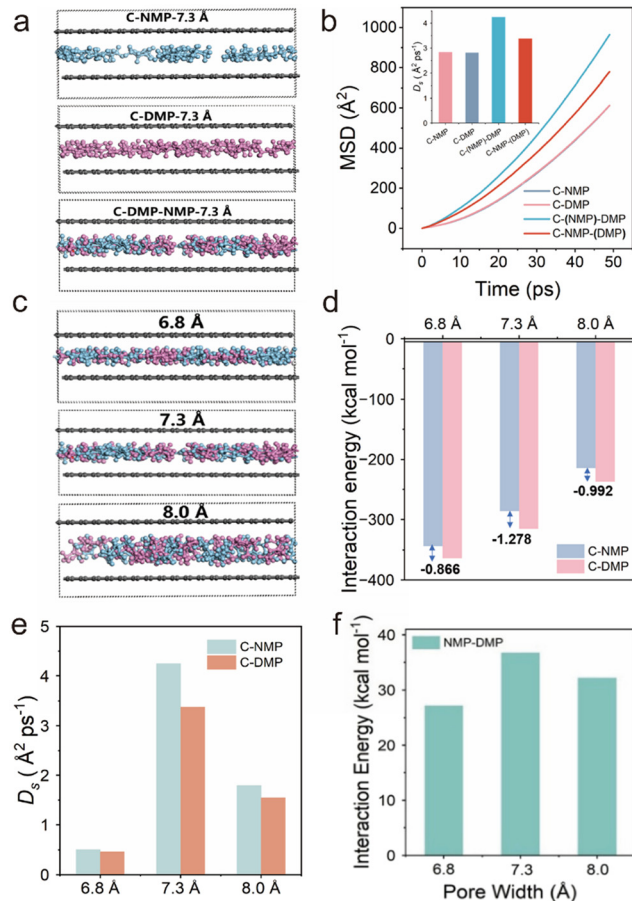 a
C-NMP-7.3 Å
C-DMP-7.3 Å
C-DMP-NMP-7.3 Å
b
MSD (Å²)
1000
800
600
400
200
0
0 10 20 30 40 50
Time (ps)
Dₛ (Å² ps⁻¹)
5
4
3
2
1
0
C-NMP
C-DMP
C-(NMP)-DMP
C-NMP-(DMP)
C-NMP
C-DMP
C-(NMP)-DMP
C-NMP-(DMP)
c
6.8 Å
7.3 Å
8.0 Å
d
6.8 Å 7.3 Å 8.0 Å
Interaction energy (kcal mol⁻¹)
0
−100
−200
−300
−400
-0.866
-1.278
-0.992
C-NMP
C-DMP
e
Dₛ ( Å² ps⁻¹)
5
4
3
2
1
0
C-NMP
C-DMP
6.8 Å 7.3 Å 8.0 Å
f
Interaction Energy (kcal mol⁻¹)
40
30
20
10
0
NMP-DMP
6.8 7.3 8.0
Pore Width (Å)